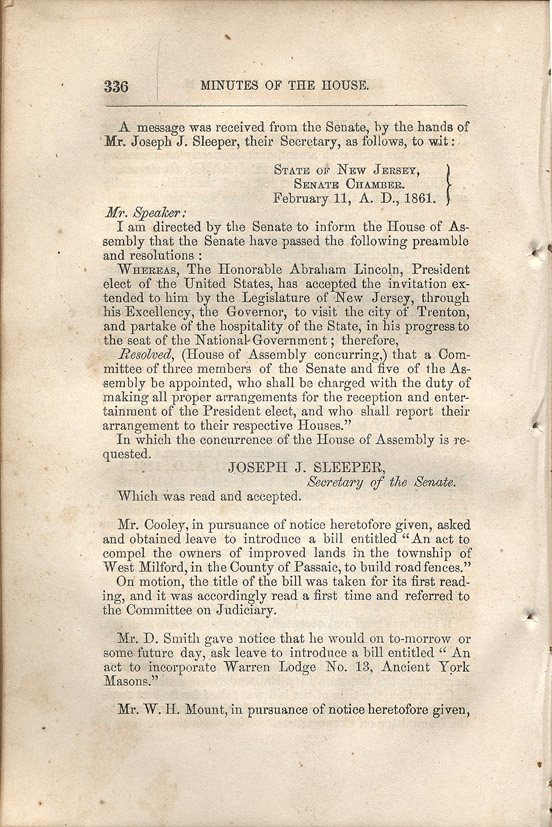 336 MINUTES OF THE HOUSE.
A message was received from the Senate, by the hands of
Mr. Joseph J. Sleeper, their Secretary, as follows, to wit:
STATE OF NEW JERSEY,
SENATE CHAMBER.
February 11, A. D., 1861.
Mr. Speaker:
I am directed by the Senate to inform the House of As-
sembly that the Senate have passed the following preamble
and resolutions :
WHEREAS, The Honorable Abraham Lincoln, President
elect of the United States, has accepted the invitation ex-
tended to him by the Legislature of New Jersey, through
his Excellency, the Governor, to visit the city of Trenton,
and partake of the hospitality of the State, in his progress to
the seat of the National Government ; therefore,
Resolved, (House of Assembly concurring,) that a Com-
mittee of three members of the Senate and five of the As-
sembly be appointed, who shall be charged with the duty of
making all proper arrangements for the reception and enter-
tainment of the President elect, and who shall report their
arrangement to their respective Houses."
In which the concurrence of the House of Assembly is re-
quested.
JOSEPH J. SLEEPER,
Secretary of the Senate.
Which was read and accepted.
Mr. Cooley, in pursuance of notice heretofore given, asked
and obtained leave to introduce a bill entitled "An act to
compel the owners of improved lands in the township of
West Milford, in the County of Passaic, to build road fences."
On motion, the title of the bill was taken for its first read-
ing, and it was accordingly read a first time and referred to
the Committee on Judiciary.
Mr. D. Smith gave notice that he would on to-morrow or
some future day, ask leave to introduce a bill entitled " An
act to incorporate Warren Lodge No. 13, Ancient York
Masons."
Mr. W. H. Mount, in pursuance of notice heretofore given,